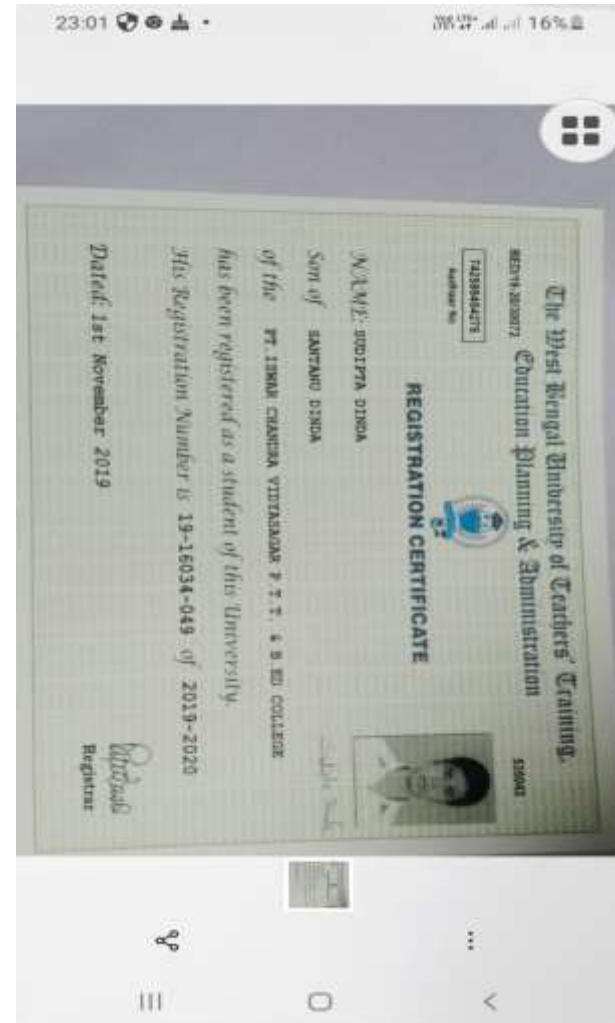 23:01
16%
The West Bengal University of Teachers' Training,
Education Planning & Administration
REGISTRATION CERTIFICATE
Aadhaar No
NAME: SUDIPTA DINDA
Son of SANTANU DINDA
of the PT.ISWAR CHANDRA VIDYASAGAR P.T.T. & B ED COLLEGE
has been registered as a student of this University.
His Registration Number is 19-16034-049 of 2019-2020
Dated: 1st November 2019
Registrar